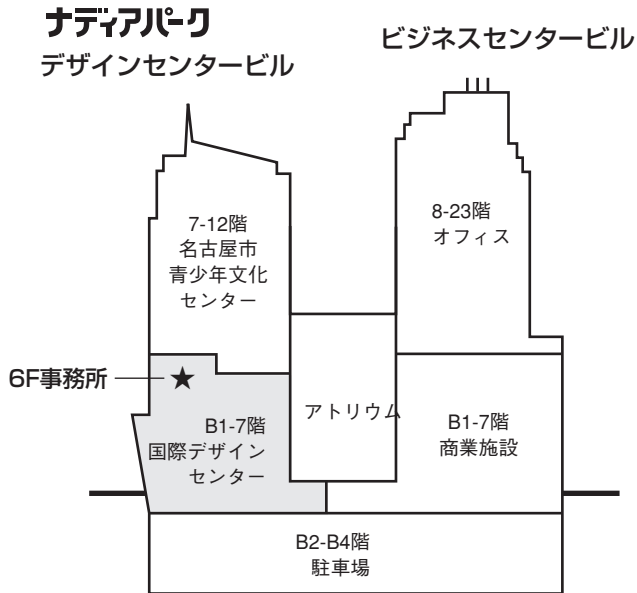 ナディアパーク
デザインセンタービル
ビジネスセンタービル
7-12階
名古屋市
青少年文化
センター
8-23階
オフィス
6F事務所
★
B1-7階
国際デザイン
センター
アトリウム
B1-7階
商業施設
B2-B4階
駐車場